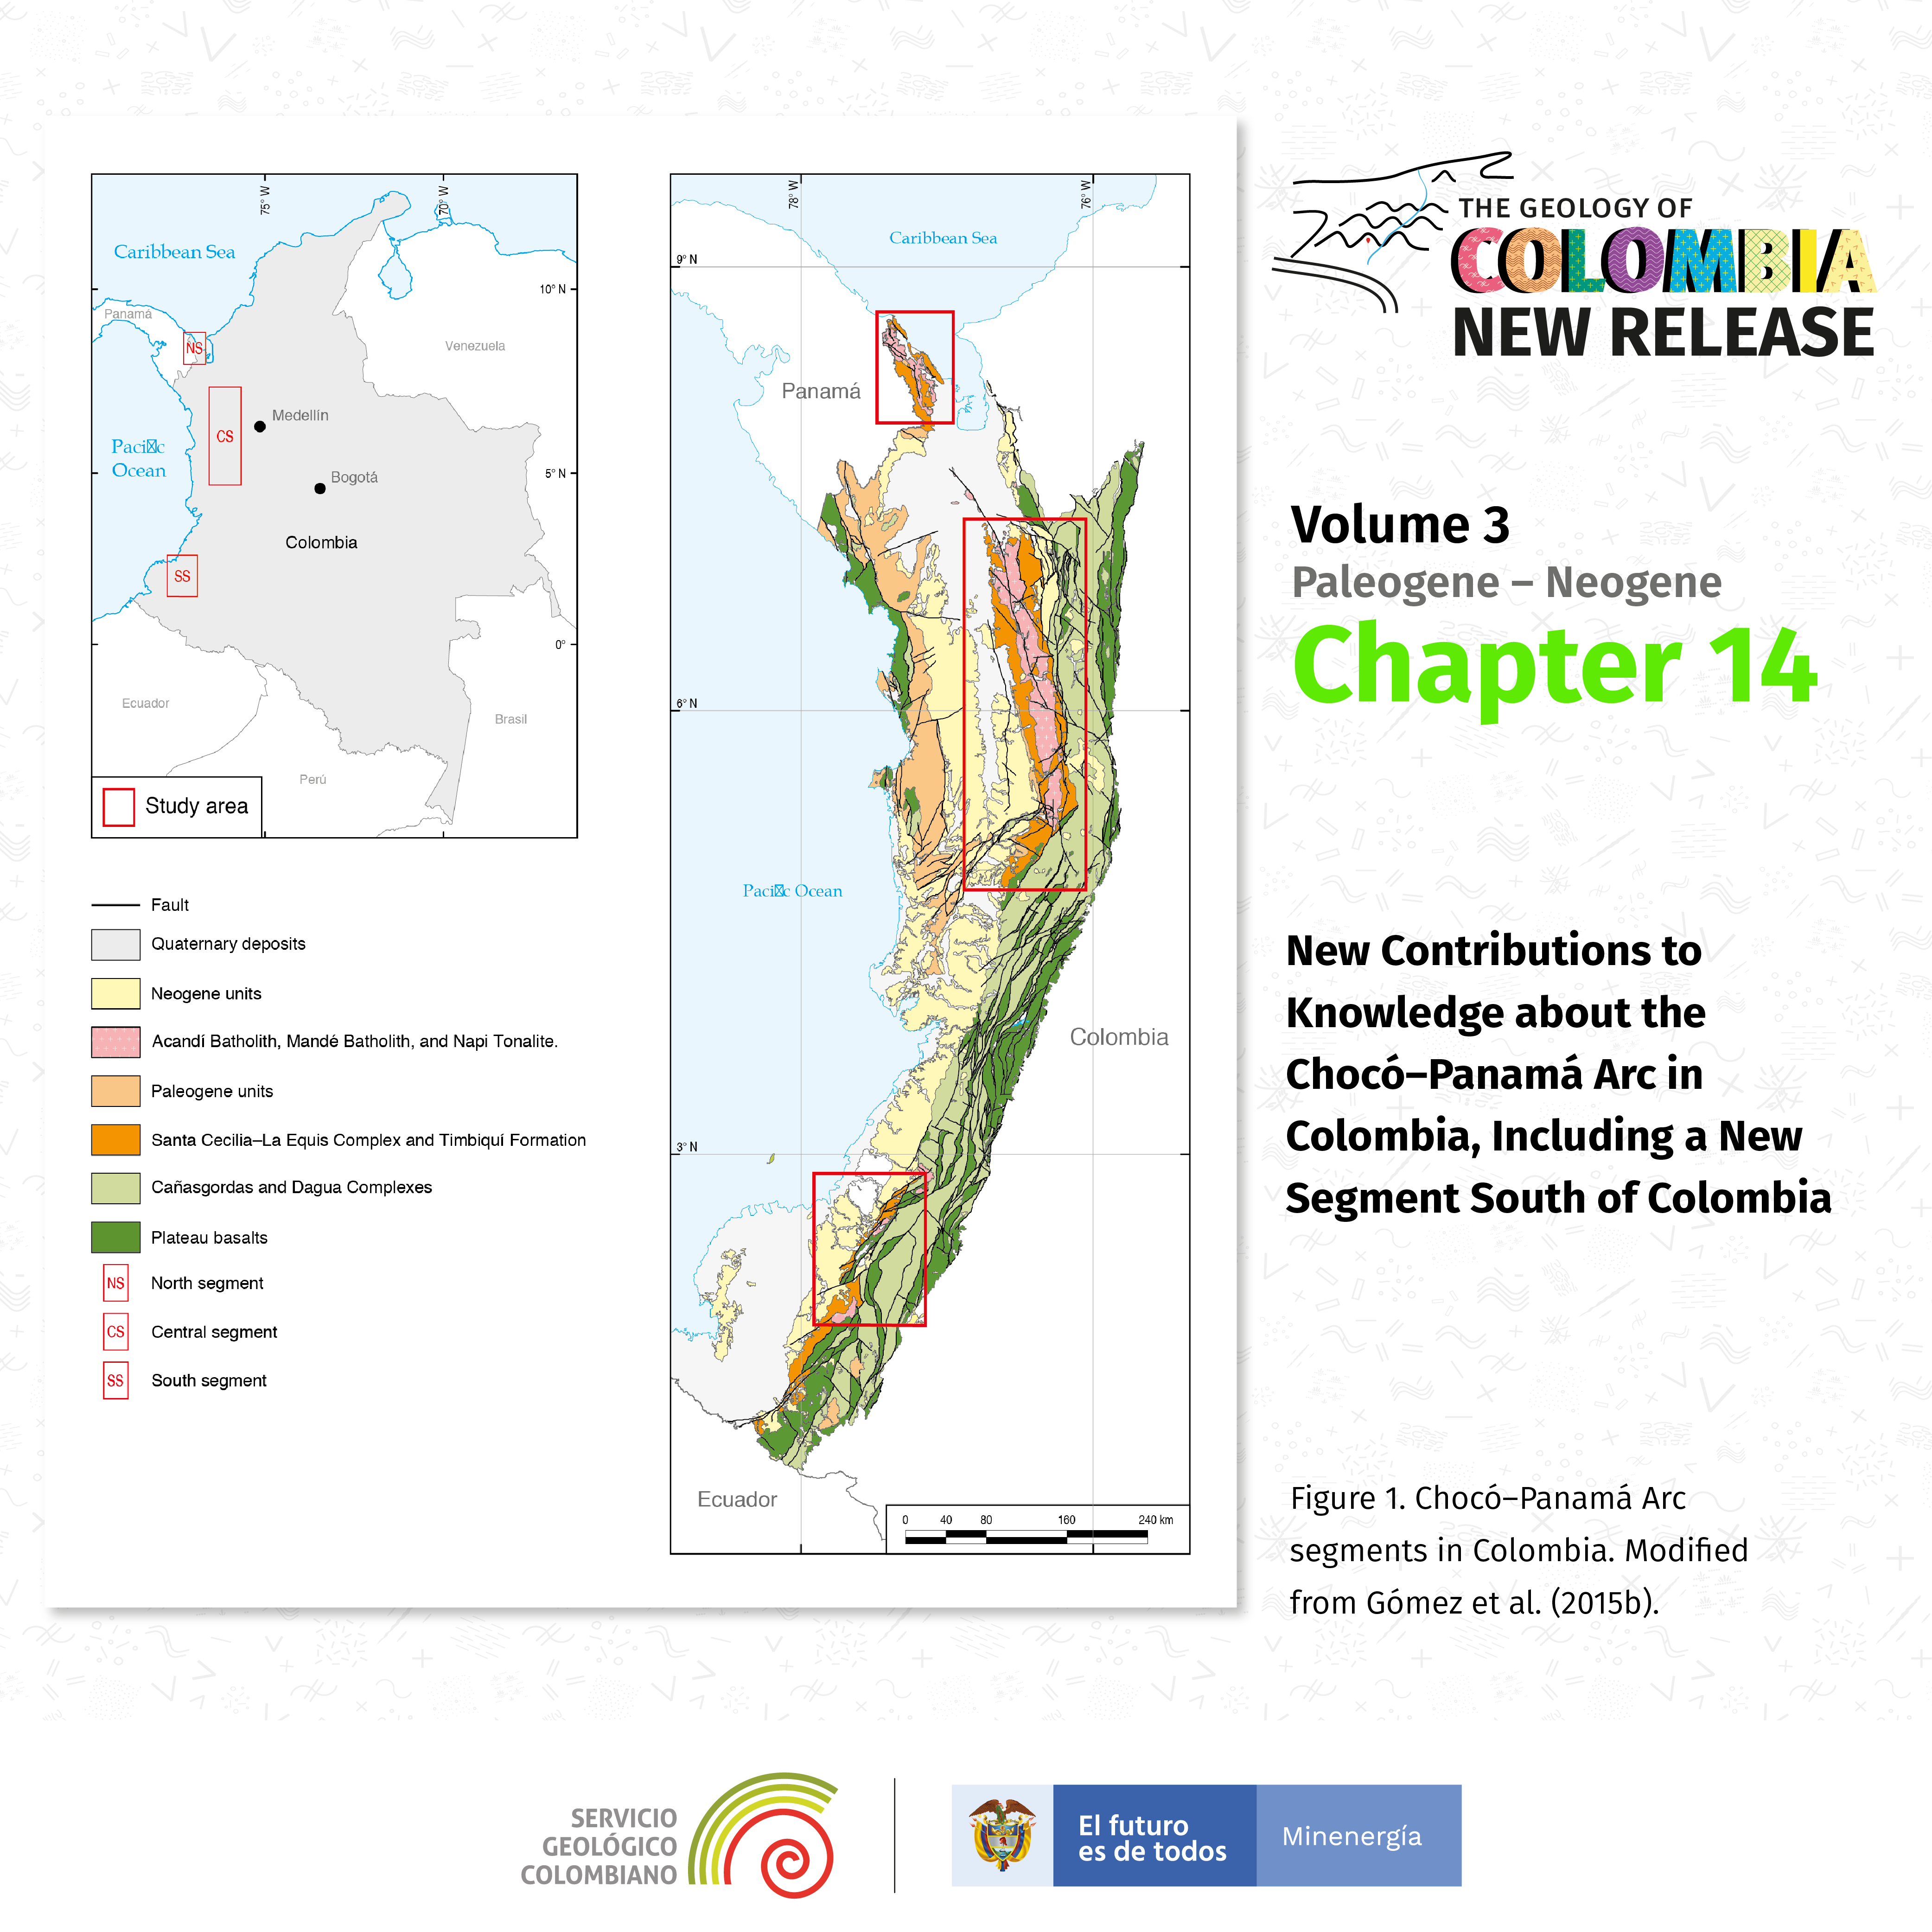 75° W
70° W
Caribbean Sea
10° N
Panamá
Venezuela
NS
Medellín
CS
Paci☒c
Ocean
5° N
Bogotá
Colombia
SS
0°
Ecuador
Brasil
Perú
Study area
Fault
Quaternary deposits
Neogene units
Acandí Batholith, Mandé Batholith, and Napi Tonalite.
Paleogene units
Santa Cecilia–La Equis Complex and Timbiquí Formation
Cañasgordas and Dagua Complexes
Plateau basalts
NS North segment
CS Central segment
SS South segment
78° W
76° W
Caribbean Sea
9° N
Panamá
6° N
Paci☒c Ocean
Colombia
3° N
Ecuador
0 40 80 160 240 km
THE GEOLOGY OF
COLOMBIA
NEW RELEASE
Volume 3
Paleogene – Neogene
Chapter 14
New Contributions to
Knowledge about the
Chocó–Panamá Arc in
Colombia, Including a New
Segment South of Colombia
Figure 1. Chocó–Panamá Arc
segments in Colombia. Modified
from Gómez et al. (2015b).
SERVICIO
GEOLÓGICO
COLOMBIANO
El futuro
es de todos
Minenergía